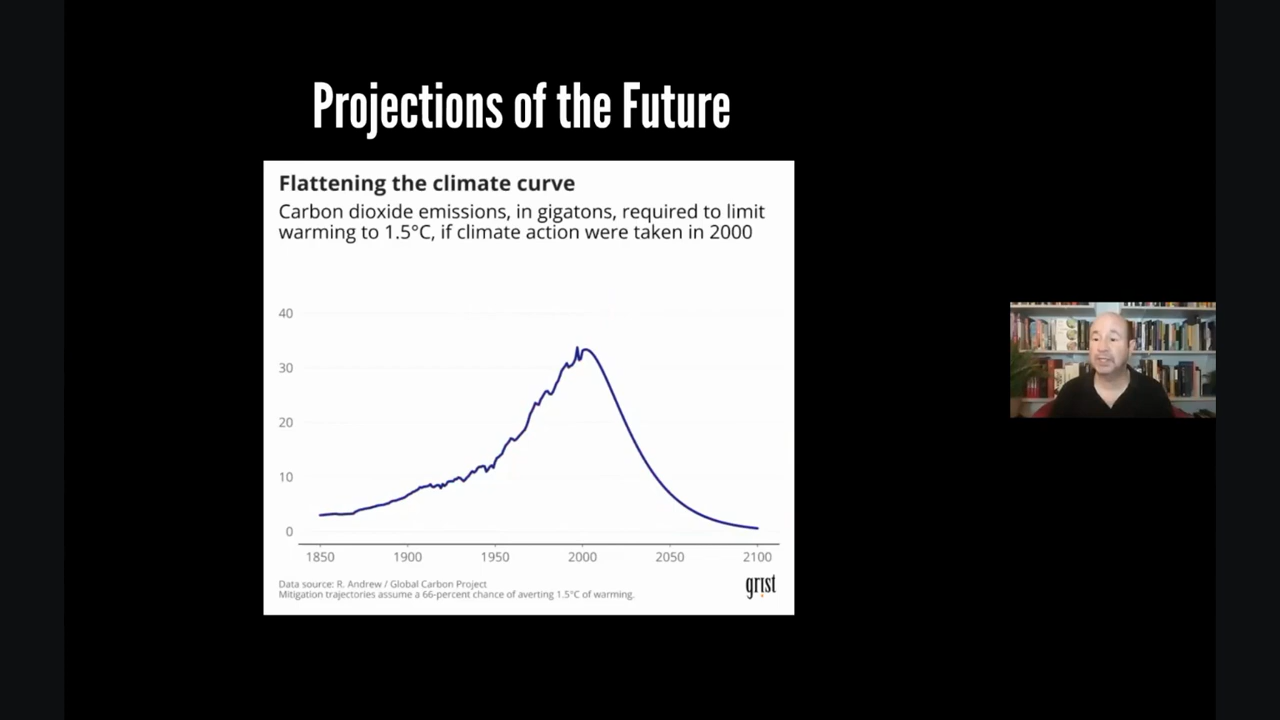 Projections of the Future
Flattening the climate curve
Carbon dioxide emissions, in gigatons, required to limit
warming to 1.5°C, if climate action were taken in 2000
40
30
20
10
0
1850 1900 1950 2000 2050 2100
Data source: R. Andrew / Global Carbon Project
Mitigation trajectories assume a 66-percent chance of averting 1.5°C of warming.
grist